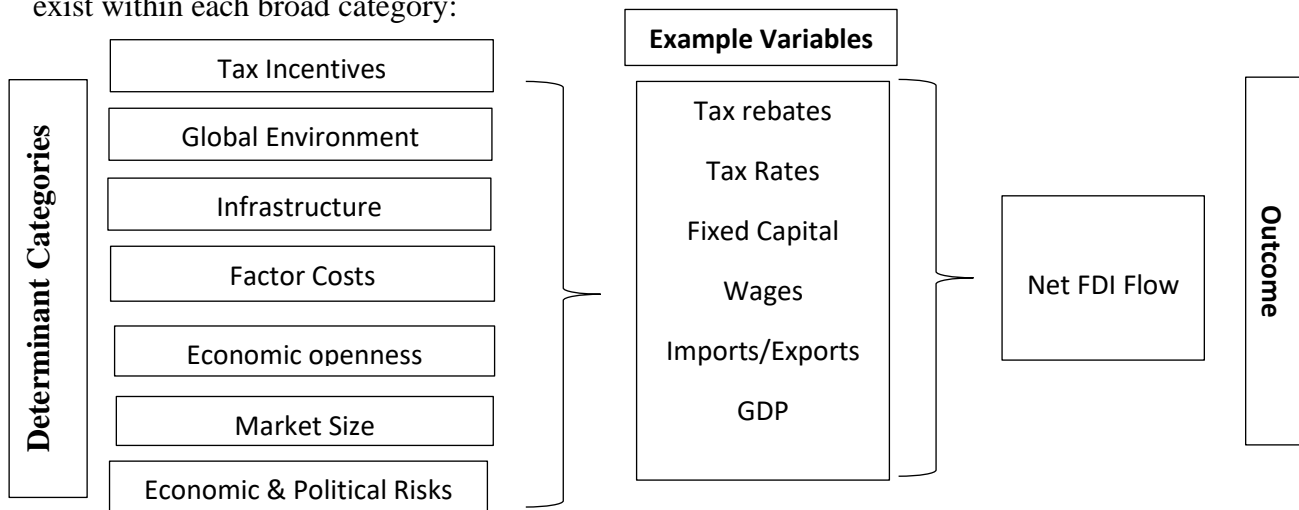 exist within each broad category:
Determinant Categories
Tax Incentives
Global Environment
Infrastructure
Factor Costs
Economic openness
Market Size
Economic & Political Risks
Example Variables
Tax rebates
Tax Rates
Fixed Capital
Wages
Imports/Exports
GDP
Net FDI Flow
Outcome